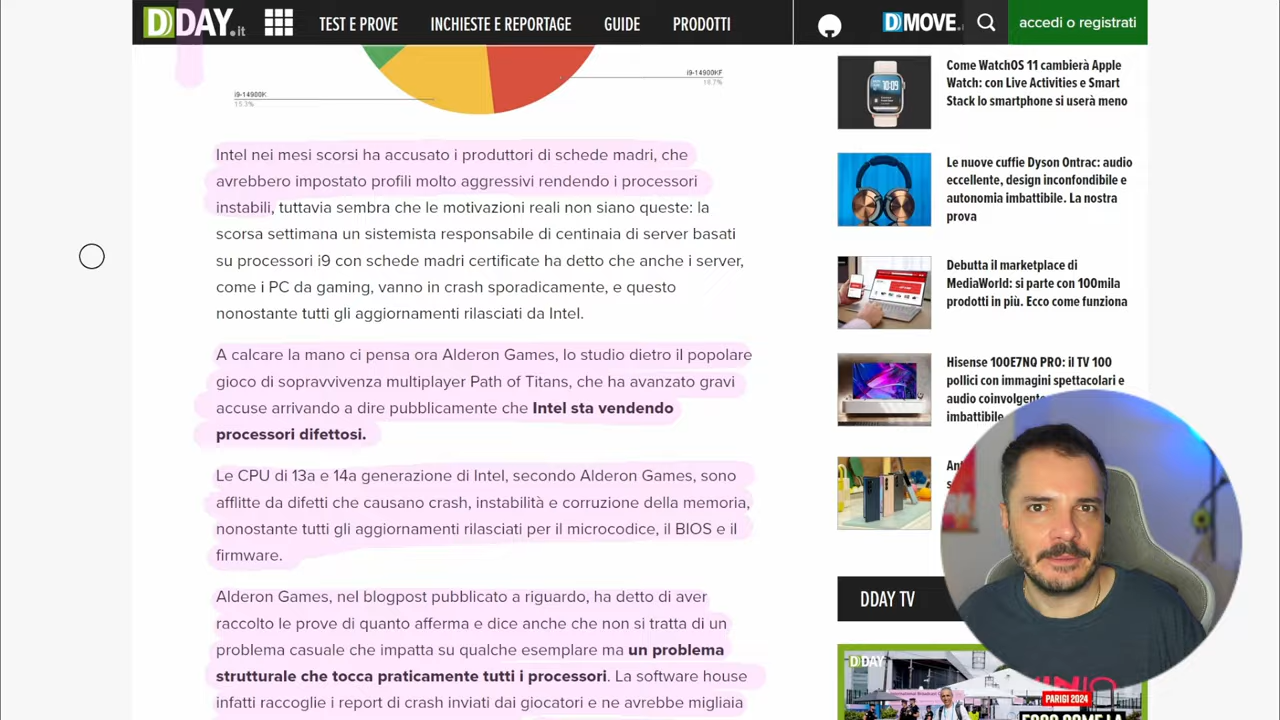 DDAY.it
TEST E PROVE
INCHIESTE E REPORTAGE
GUIDE
PRODOTTI
DMOVE.it
accedi o registrati
i9-14900KF
16.7%
i9-14900K
15.3%
Intel nei mesi scorsi ha accusato i produttori di schede madri, che
avrebbero impostato profili molto aggressivi rendendo i processori
instabili, tuttavia pare che le motivazioni reali non siano queste: la
scorsa settimana un sistemista responsabile di centinaia di server basati
su processori i9 con schede madri certificate ha detto che anche i server,
come i PC da gaming, vanno in crash sporadicamente, e questo
nonostante tutti gli aggiornamenti rilasciati da Intel.
A calcare la mano ci pensa ora Alderon Games, lo studio dietro il popolare
gioco di sopravvivenza multiplayer Path of Titans, che ha avanzato gravi
accuse arrivando a dire pubblicamente che Intel sta vendendo
processori difettosi.
Le CPU di 13a e 14a generazione di Intel, secondo Alderon Games, sono
afflitte da difetti che causano crash, instabilità e corruzione della memoria,
nonostante tutti gli aggiornamenti rilasciati per il microcodice, il BIOS e il
firmware.
Alderon Games, nel blogpost pubblicato a riguardo, ha detto di aver
raccolto le prove di quanto afferma e dice anche che non si tratta di un
problema casuale che impatta su qualche esemplare ma un problema
strutturale che tocca praticamente tutti i processori. La software house
Come WatchOS 11 cambierà Apple
Watch: con Live Activities e Smart
Stack lo smartphone si userà meno
Le nuove cuffie Dyson Ontrac: audio
eccellente, design inconfondibile e
autonomia imbattibile. La nostra
prova
Debutta il marketplace di
MediaWorld: si parte con 100mila
prodotti in più. Ecco come funziona
Hisense 100E7NQ PRO: il TV 100
pollici con immagini spettacolari e
audio coinvolgente
imbattibile
DDAY TV
DDAY
PARIGI 2024